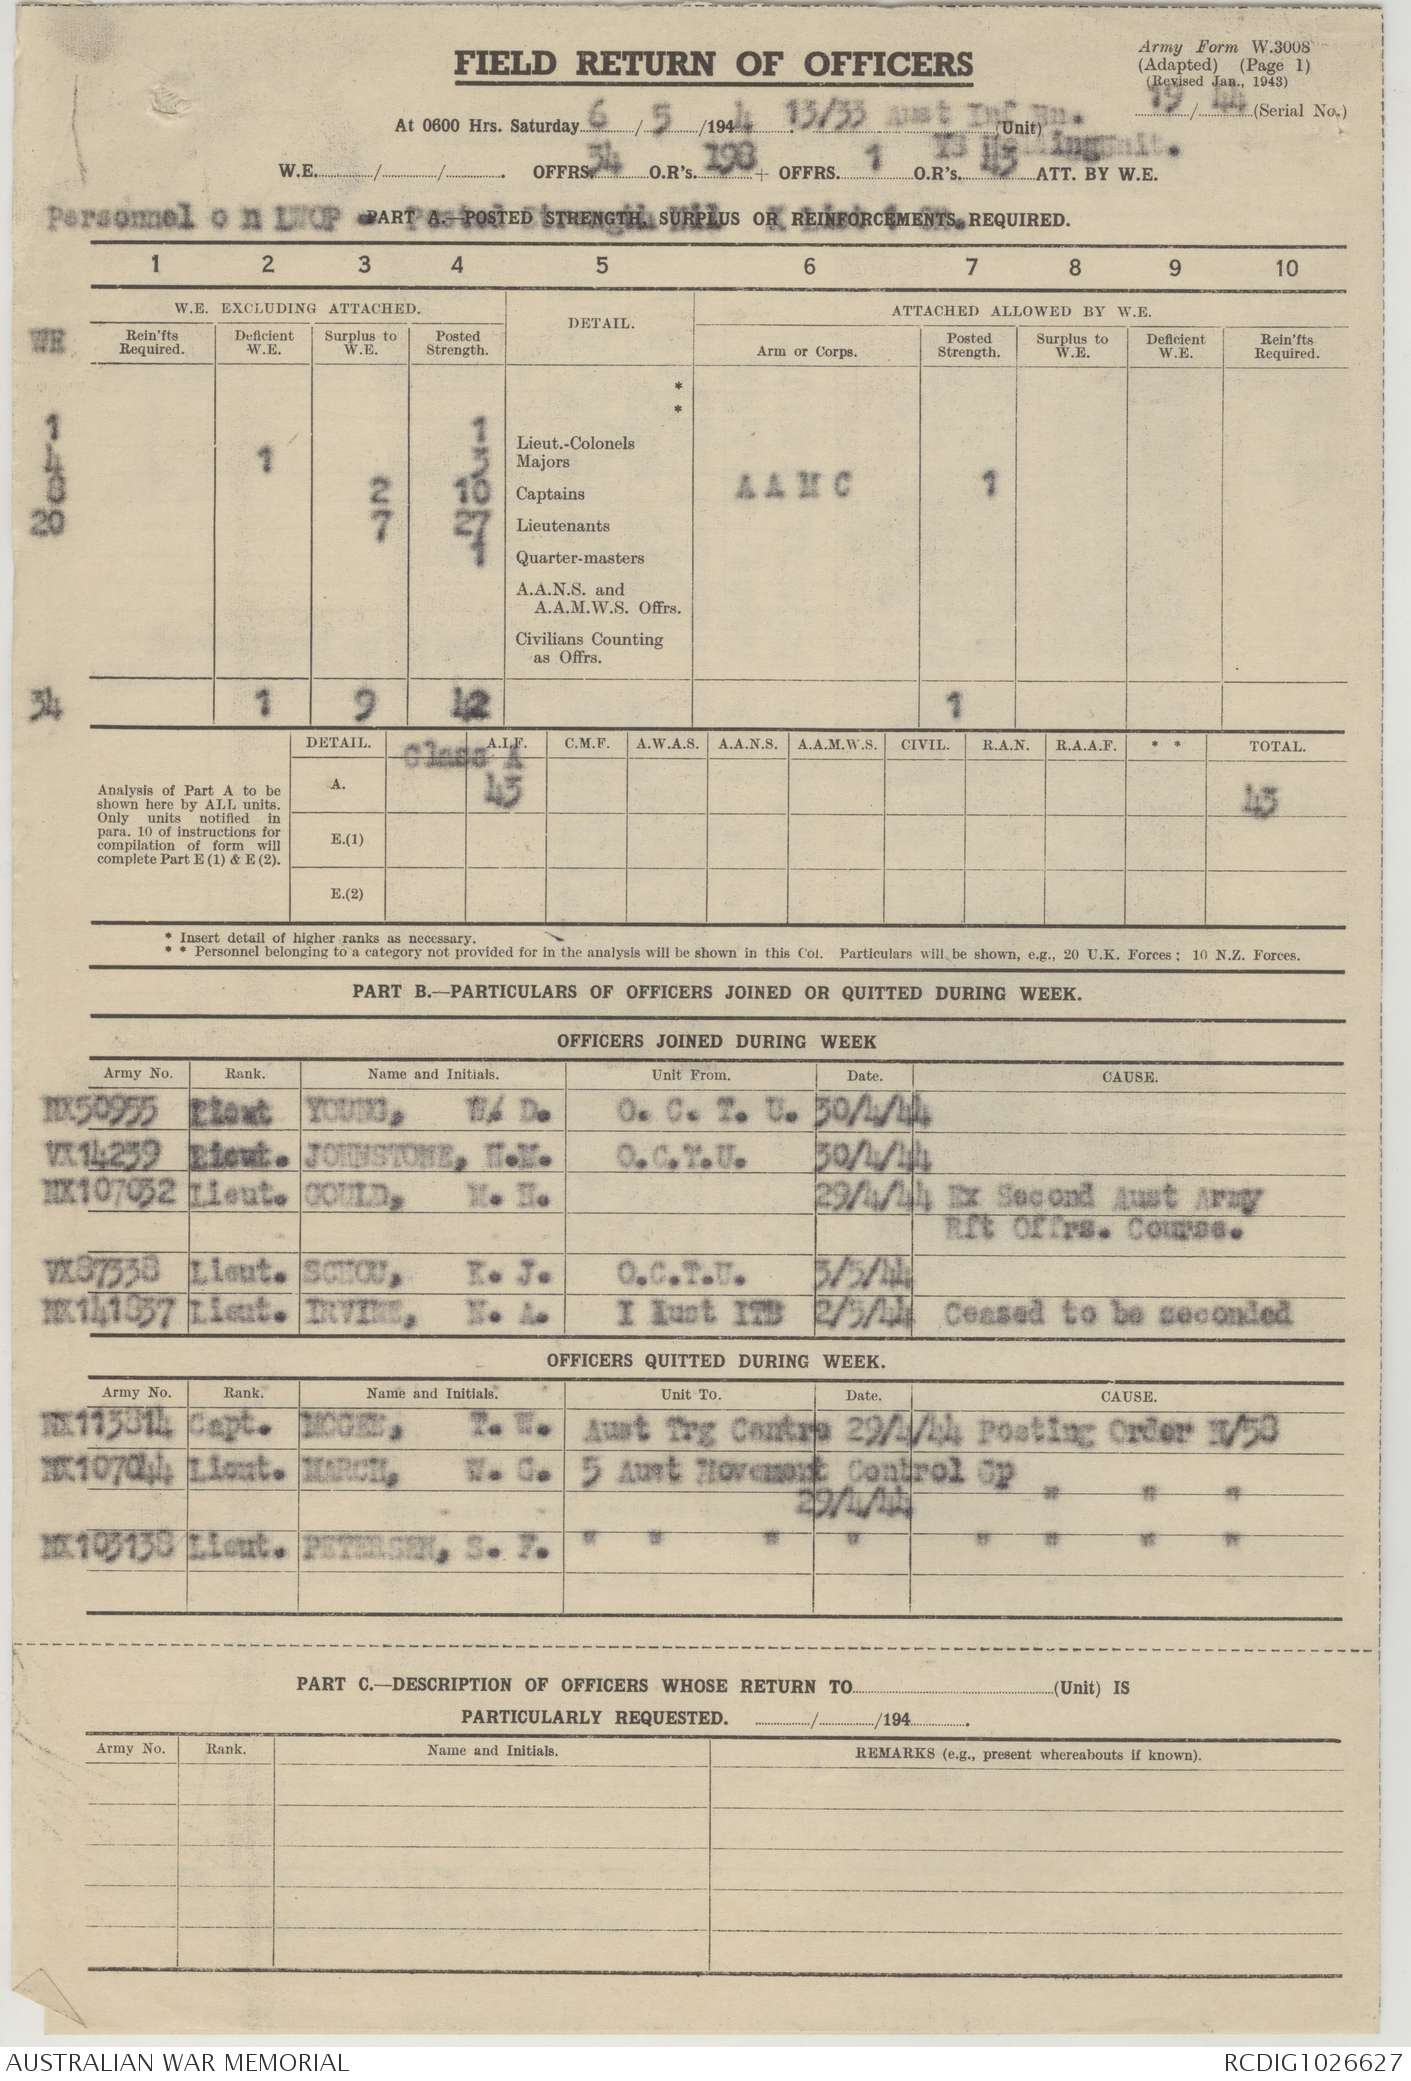 Army Form W.3008
(Adapted) (Page 1)
(Revised Jan., 1943)
19 / 44 (Serial No.)
FIELD RETURN OF OFFICERS
At 0600 Hrs. Saturday 6 / 5 /1944. 13/33 Aust Inf Bn. (Unit)
W.E. / / . OFFRS. 34 O.R's. 198 + OFFRS. 1 O.R's. 43 ATT. BY W.E.
Personnel o n LWOP - Posted Strength Nil
PART A.—POSTED STRENGTH, SURPLUS OR REINFORCEMENTS REQUIRED.
1 2 3 4 5 6 7 8 9 10
W.E. EXCLUDING ATTACHED. DETAIL. ATTACHED ALLOWED BY W.E.
WE Rein'fts Required. Deficient W.E. Surplus to W.E. Posted Strength. Arm or Corps. Posted Strength. Surplus to W.E. Deficient W.E. Rein'fts Required.
*
*
1 1 Lieut.-Colonels
4 1 3 Majors
8 2 10 Captains A A M C 1
20 7 27 Lieutenants
1 Quarter-masters
A.A.N.S. and
A.A.M.W.S. Offrs.
Civilians Counting
as Offrs.
34 1 9 42 1
DETAIL. Class A A.I.F. C.M.F. A.W.A.S. A.A.N.S. A.A.M.W.S. CIVIL. R.A.N. R.A.A.F. * * TOTAL.
Analysis of Part A to be
shown here by ALL units.
Only units notified in
para. 10 of instructions for
compilation of form will
complete Part E (1) & E (2).
A. 43 43
E.(1)
E.(2)
* Insert detail of higher ranks as necessary.
* * Personnel belonging to a category not provided for in the analysis will be shown in this Col. Particulars will be shown, e.g., 20 U.K. Forces; 10 N.Z. Forces.
PART B.—PARTICULARS OF OFFICERS JOINED OR QUITTED DURING WEEK.
OFFICERS JOINED DURING WEEK
Army No. Rank. Name and Initials. Unit From. Date. CAUSE.
NX50955 Lieut YOUNG, W. D. O. C. T. U. 30/4/44
VX14239 Lieut. JOHNSTONE, H.M. O.C.T.U. 30/4/44
NX107032 Lieut. GOULD, M. H. 29/4/44 Ex Second Aust Army
Rft Offrs. Course.
VX87338 Lieut. SCHOU, K. J. O.C.T.U. 3/5/44
NX141837 Lieut. IRVINE, N. A. I Aust ITB 2/5/44 Ceased to be seconded
OFFICERS QUITTED DURING WEEK.
Army No. Rank. Name and Initials. Unit To. Date. CAUSE.
NX113814 Capt. T. W. Aust Trg Centre 29/4/44 Posting Order N/58
NX107044 Lieut. MARCH, W. G. 5 Aust Movement Control Gp
29/4/44 " " "
NX103138 Lieut. PETERSEN, S. F. " " " " " " " "
PART C.—DESCRIPTION OF OFFICERS WHOSE RETURN TO (Unit) IS
PARTICULARLY REQUESTED. / /194 .
Army No. Rank. Name and Initials. REMARKS (e.g., present whereabouts if known).
AUSTRALIAN WAR MEMORIAL RCDIG1026627